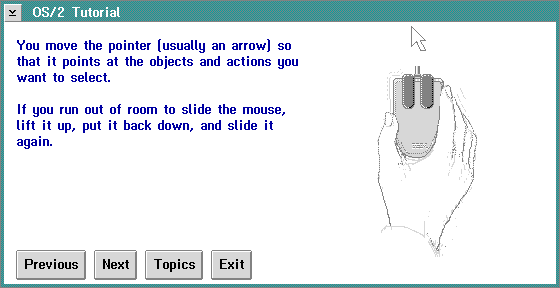 OS/2 Tutorial
You move the pointer (usually an arrow) so
that it points at the objects and actions you
want to select.
If you run out of room to slide the mouse,
lift it up, put it back down, and slide it
again.
Previous Next Topics Exit